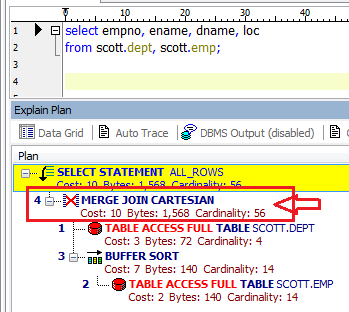 0 10 20 30
1 select empno, ename, dname, loc
2 from scott.dept, scott.emp;
3
4
Explain Plan
Data Grid Auto Trace DBMS Output (disabled)
Plan
SELECT STATEMENT ALL_ROWS
Cost: 10 Bytes: 1,568 Cardinality: 56
4 MERGE JOIN CARTESIAN
Cost: 10 Bytes: 1,568 Cardinality: 56
1 TABLE ACCESS FULL TABLE SCOTT.DEPT
Cost: 3 Bytes: 72 Cardinality: 4
3 BUFFER SORT
Cost: 7 Bytes: 140 Cardinality: 14
2 TABLE ACCESS FULL TABLE SCOTT.EMP
Cost: 2 Bytes: 140 Cardinality: 14